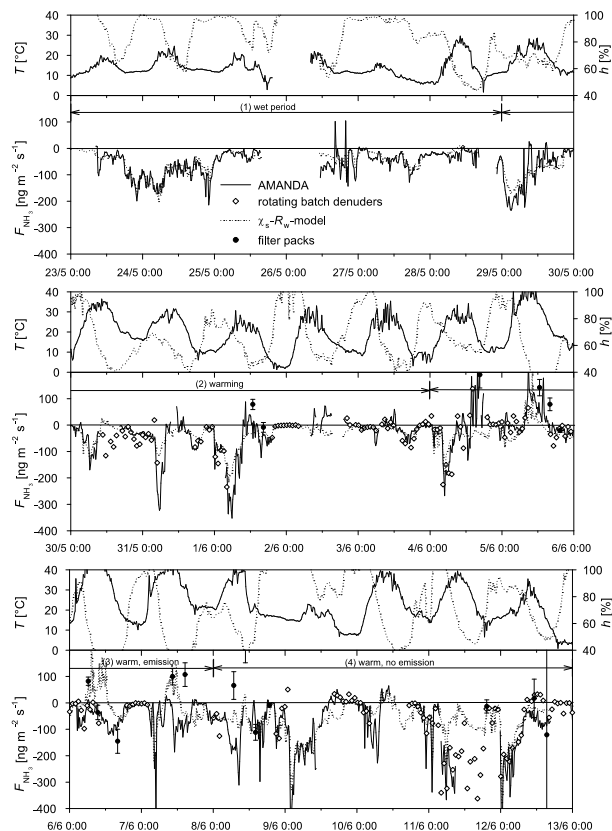 40
30
20
10
0
T [°C]
100
80
60
40
h [%]
(1) wet period
100
0
-100
-200
-300
-400
F NH3 [ng m⁻² s⁻¹]
AMANDA
rotating batch denuders
χs-Rw-model
filter packs
23/5 0:00 24/5 0:00 25/5 0:00 26/5 0:00 27/5 0:00 28/5 0:00 29/5 0:00 30/5 0:00
40
30
20
10
0
T [°C]
100
80
60
40
h [%]
(2) warming
100
0
-100
-200
-300
-400
F NH3 [ng m⁻² s⁻¹]
30/5 0:00 31/5 0:00 1/6 0:00 2/6 0:00 3/6 0:00 4/6 0:00 5/6 0:00 6/6 0:00
40
30
20
10
0
T [°C]
100
80
60
40
h [%]
(3) warm, emission (4) warm, no emission
100
0
-100
-200
-300
-400
F NH3 [ng m⁻² s⁻¹]
6/6 0:00 7/6 0:00 8/6 0:00 9/6 0:00 10/6 0:00 11/6 0:00 12/6 0:00 13/6 0:00